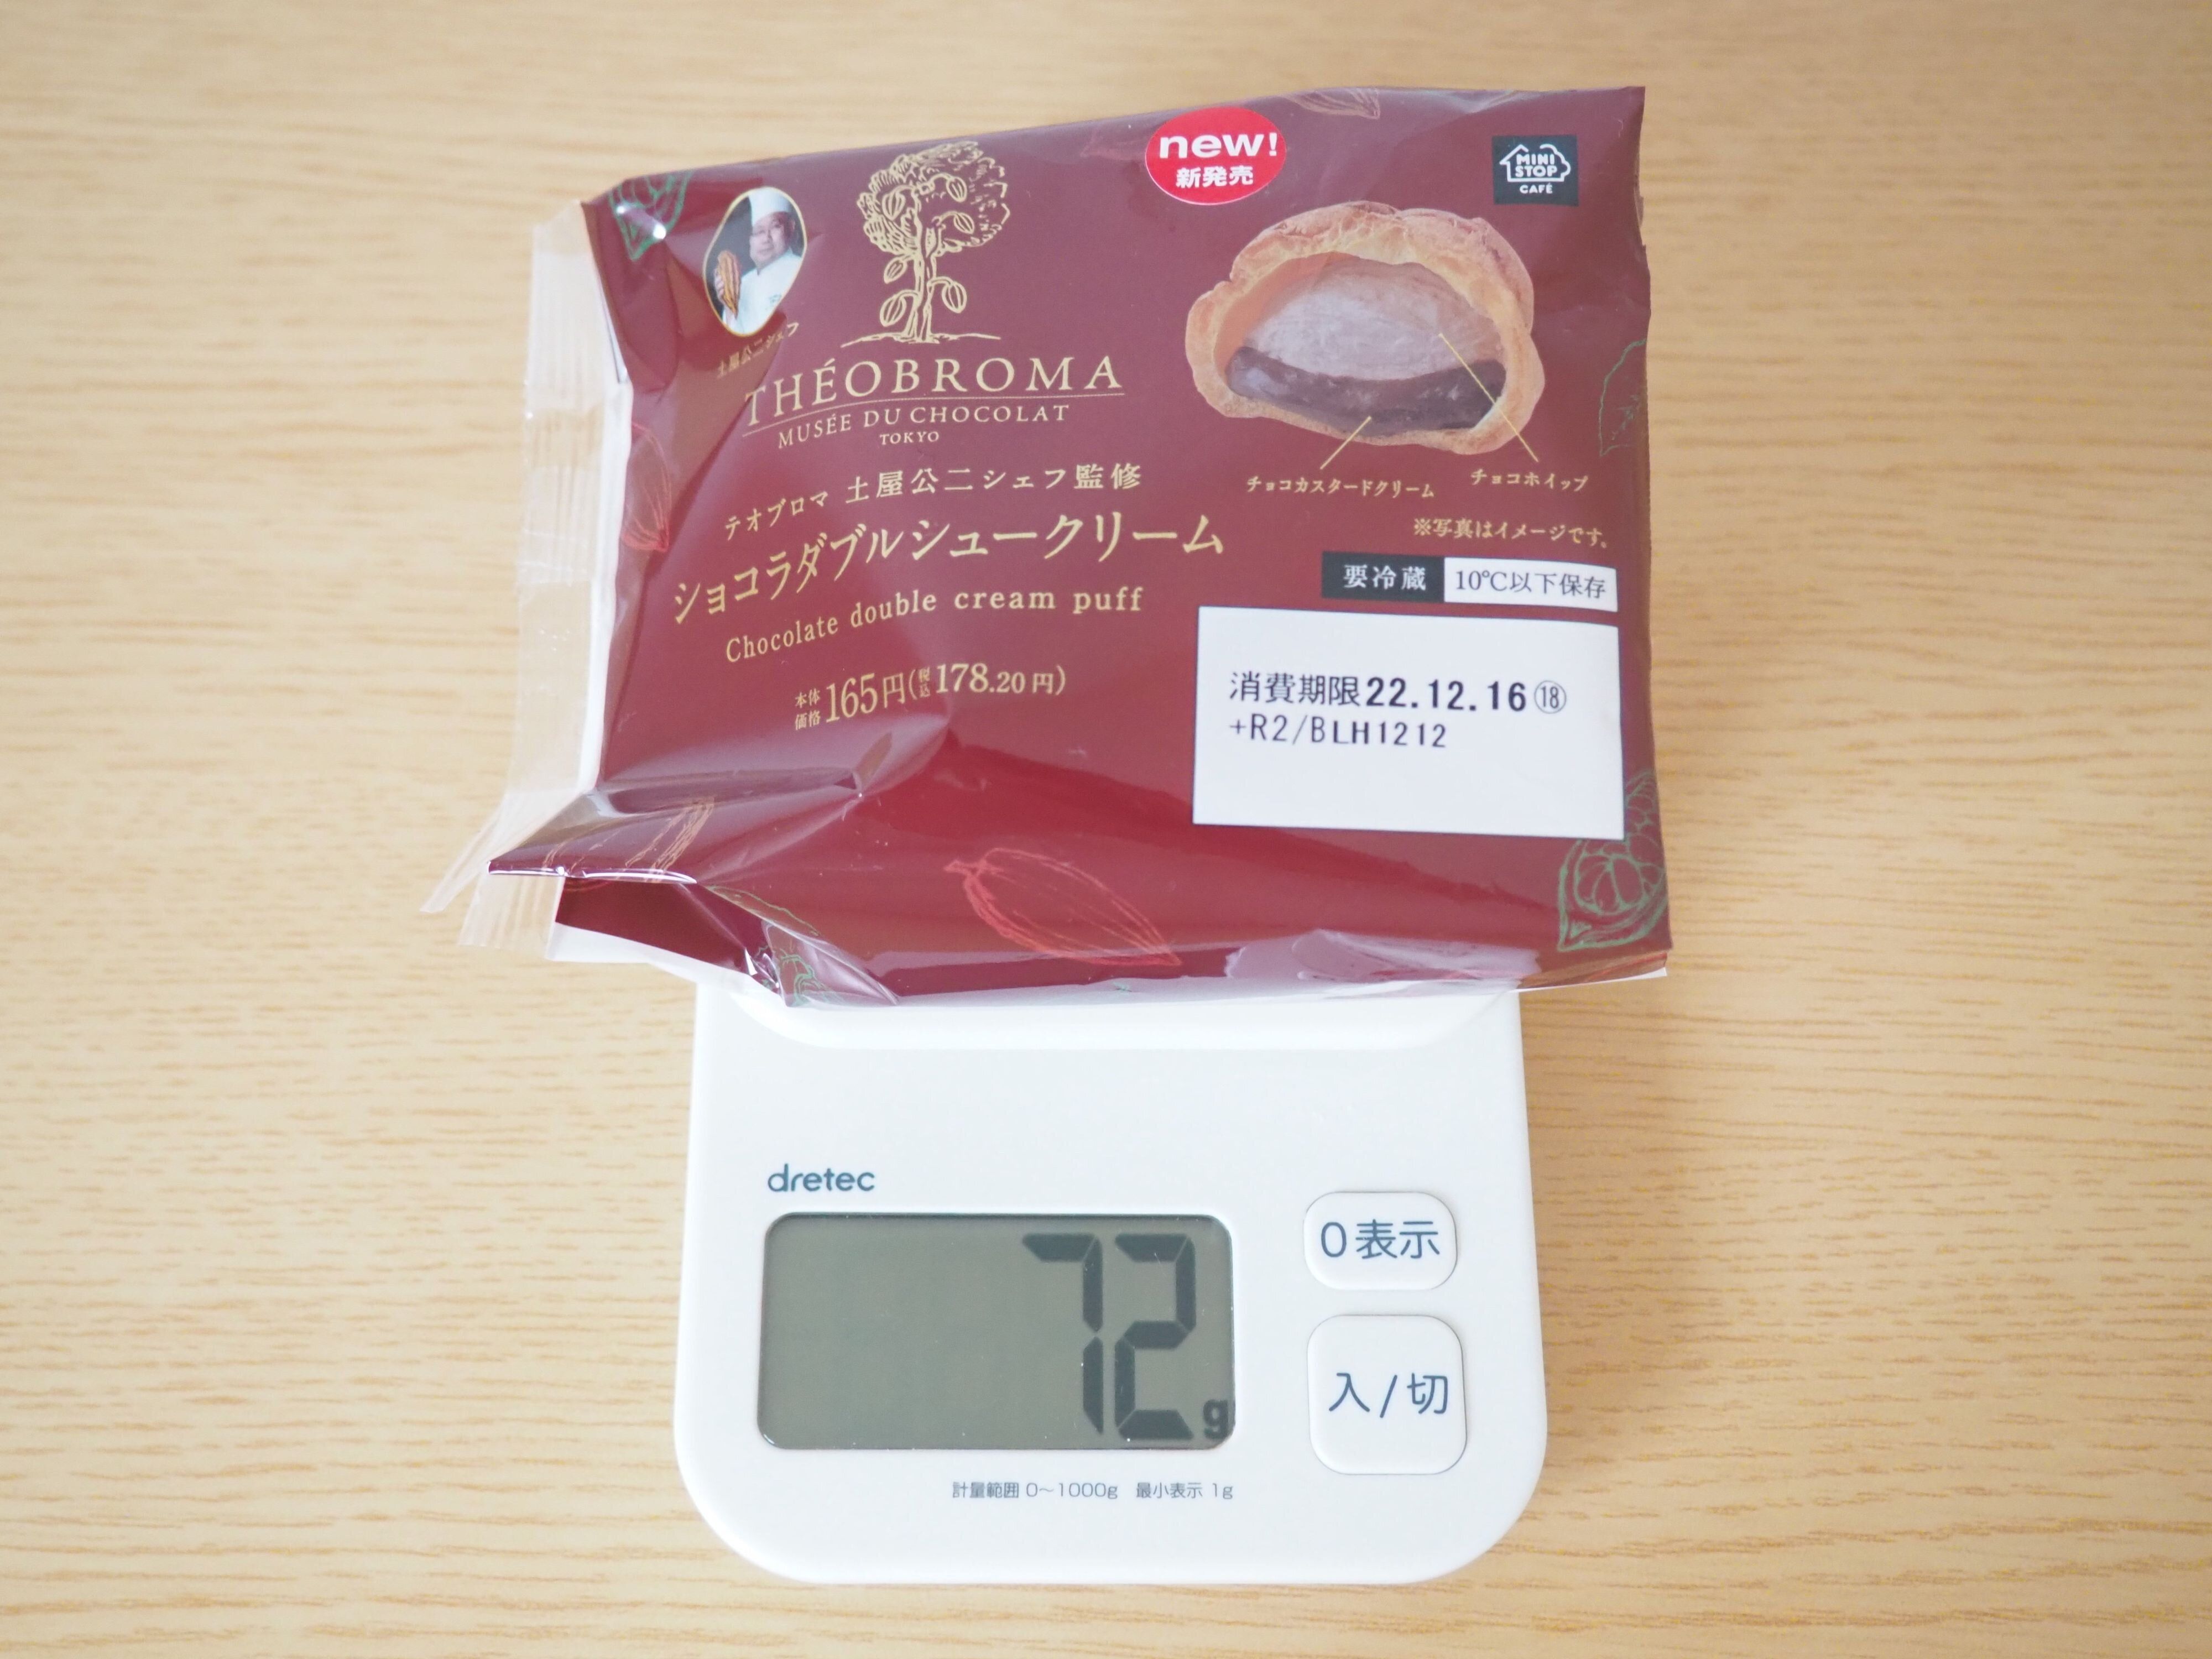 new!
新発売
MINI
STOP
CAFÉ
土屋公二シェフ
THÉOBROMA
MUSÉE DU CHOCOLAT
TOKYO
テオブロマ 土屋公二シェフ監修
ショコラダブルシュークリーム
Chocolate double cream puff
本体価格165円(税込178.20円)
チョコカスタードクリーム
チョコホイップ
※写真はイメージです。
要冷蔵 10℃以下保存
消費期限22.12.16⑱
+R2/BLH1212
dretec
72g
0表示
入/切
計量範囲 0〜1000g 最小表示 1g